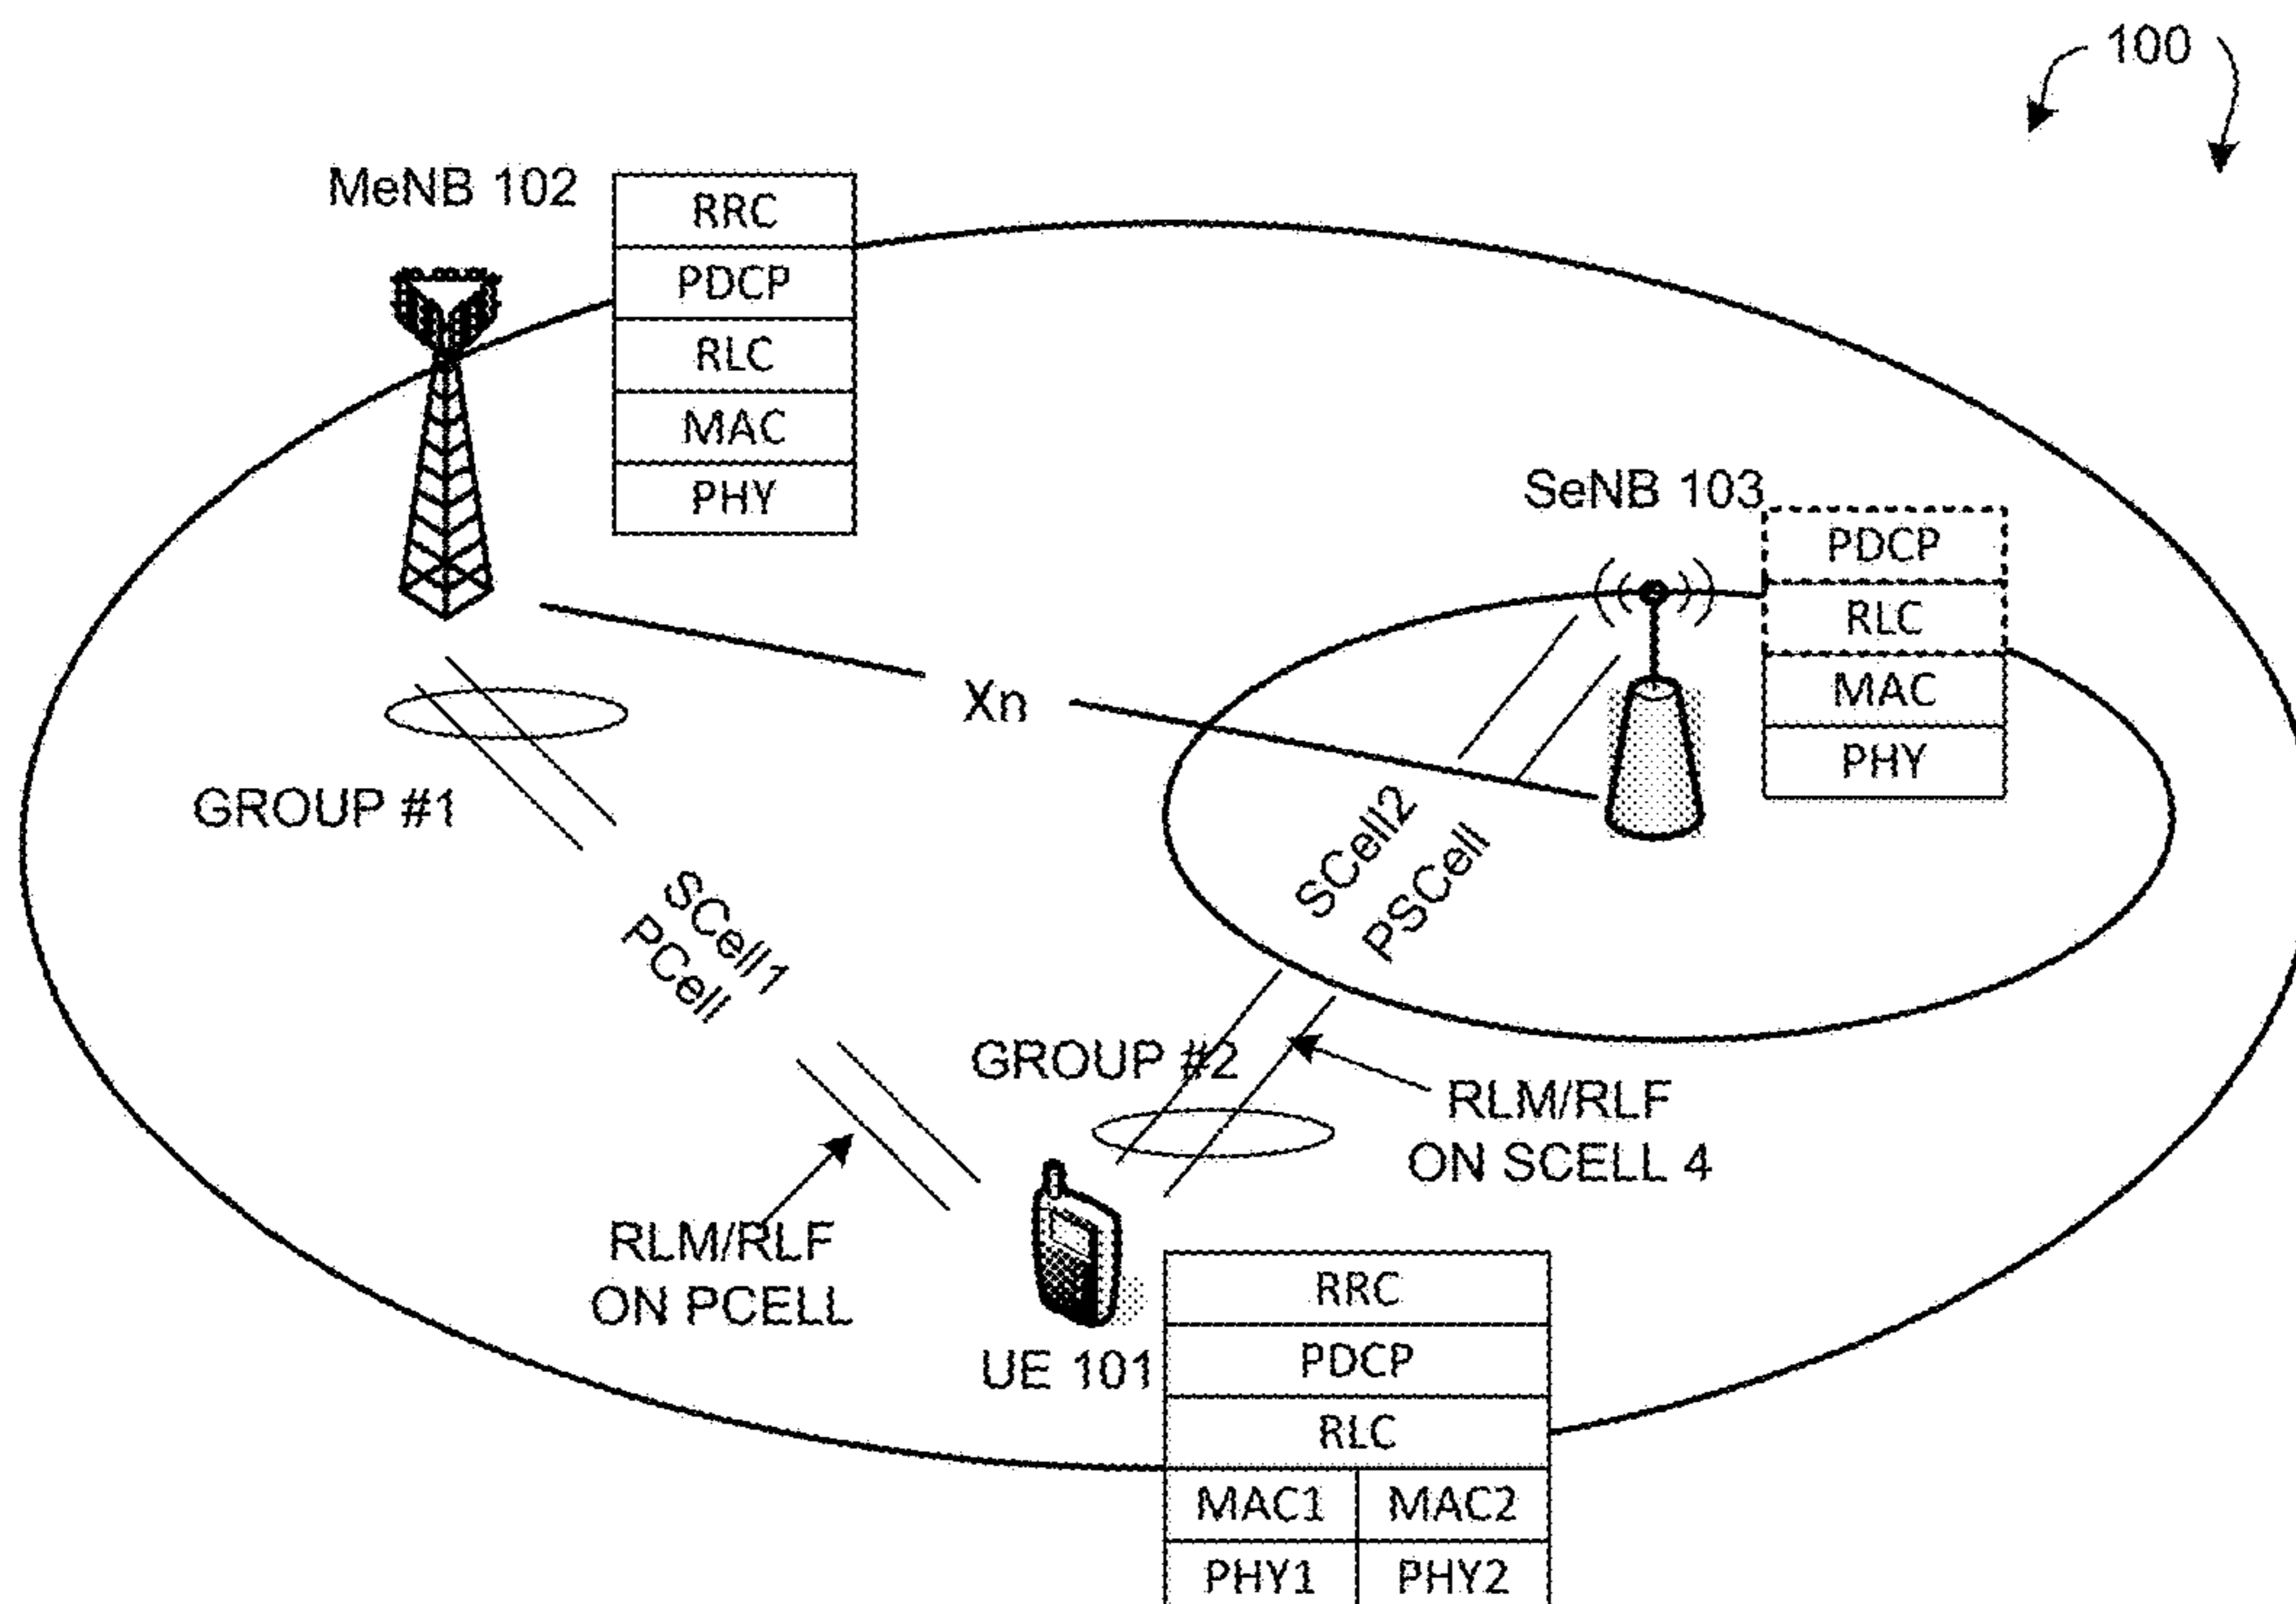 100
MeNB 102
RRC
PDCP
RLC
MAC
PHY
SeNB 103
PDCP
RLC
MAC
PHY
Xn
GROUP #1
SCell1
PCell
SCell2
PSCell
GROUP #2
RLM/RLF
ON SCELL 4
RLM/RLF
ON PCELL
UE 101
RRC
PDCP
RLC
MAC1 MAC2
PHY1 PHY2